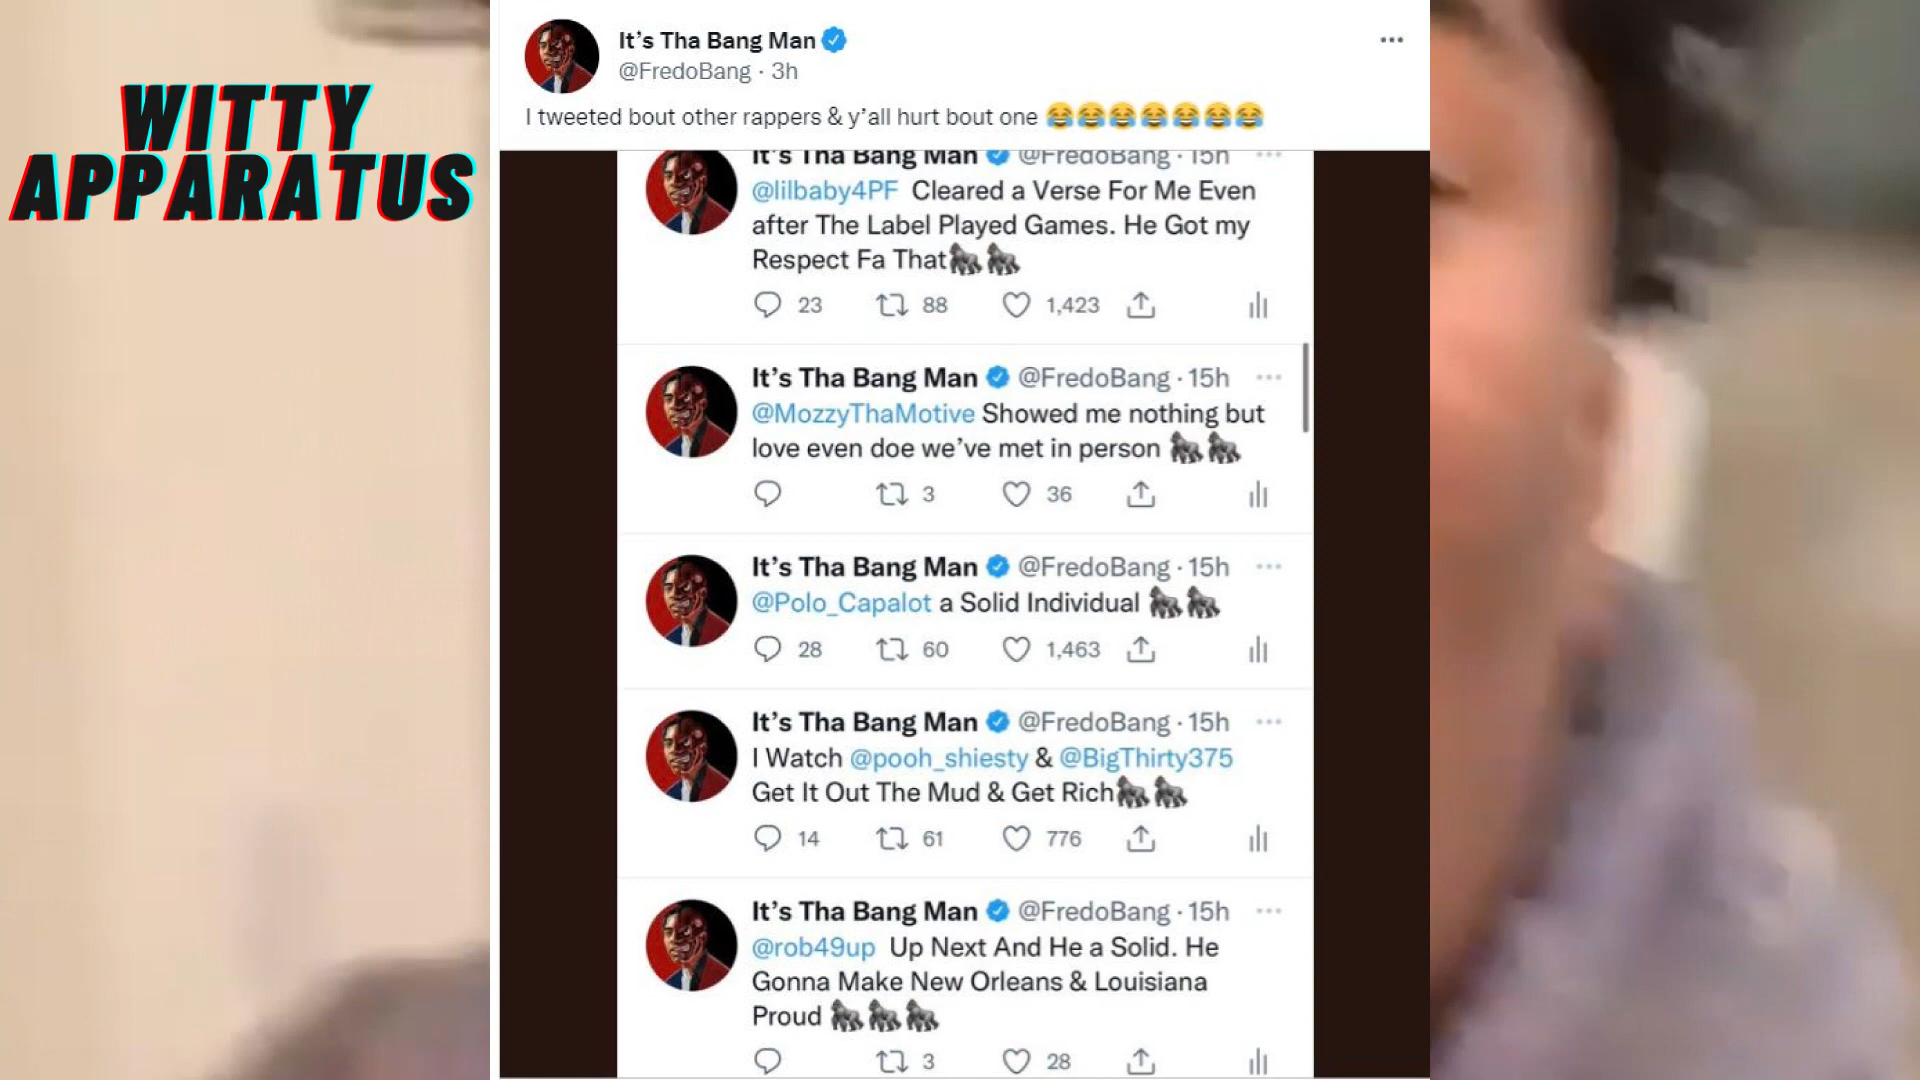 WITTY
APPARATUS
It's Tha Bang Man
@FredoBang · 3h
I tweeted bout other rappers & y'all hurt bout one 😂😂😂😂😂😂😂
It's Tha Bang Man @FredoBang · 15h
@lilbaby4PF Cleared a Verse For Me Even
after The Label Played Games. He Got my
Respect Fa That🦍🦍
23 88 1,423
It's Tha Bang Man @FredoBang · 15h
@MozzyThaMotive Showed me nothing but
love even doe we've met in person 🦍🦍
3 36
It's Tha Bang Man @FredoBang · 15h
@Polo_Capalot a Solid Individual 🦍🦍
28 60 1,463
It's Tha Bang Man @FredoBang · 15h
I Watch @pooh_shiesty & @BigThirty375
Get It Out The Mud & Get Rich🦍🦍
14 61 776
It's Tha Bang Man @FredoBang · 15h
@rob49up Up Next And He a Solid. He
Gonna Make New Orleans & Louisiana
Proud 🦍🦍🦍
3 28